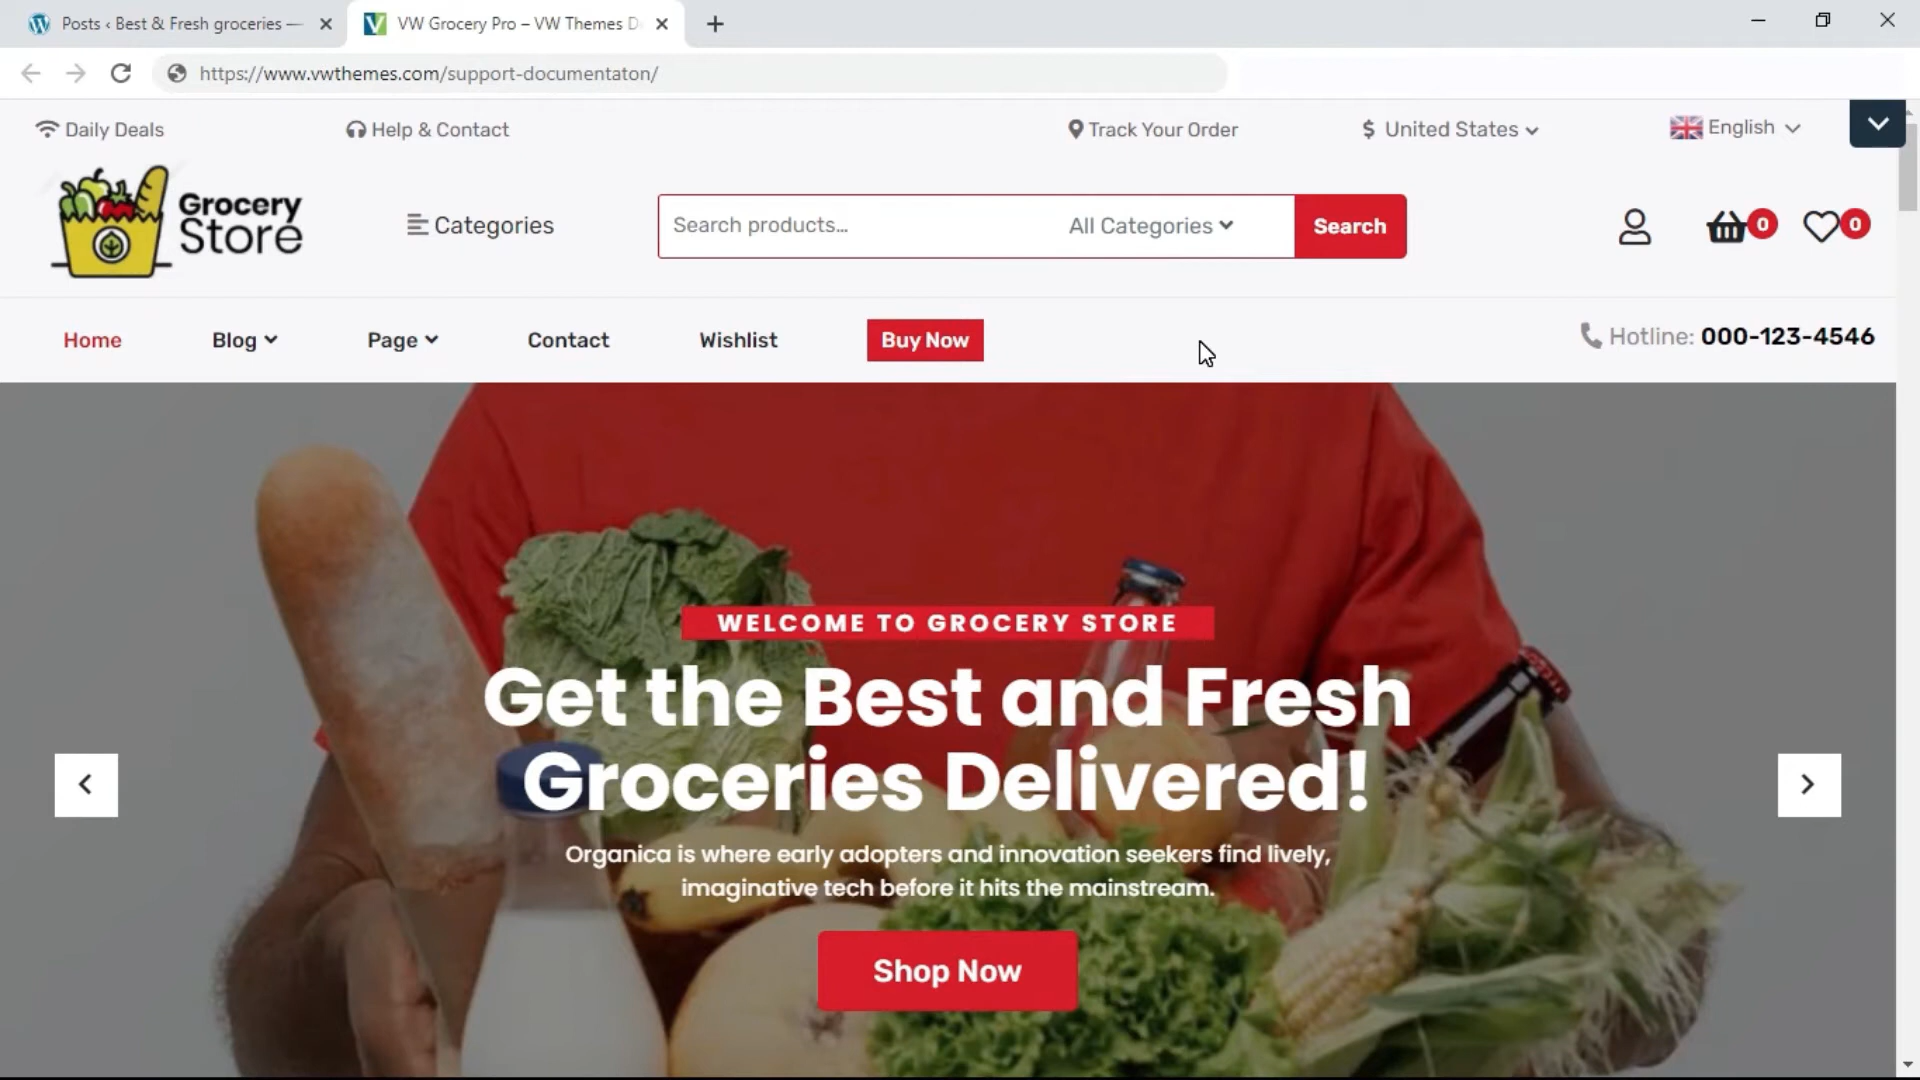 Posts ‹ Best & Fresh groceries —
VW Grocery Pro – VW Themes D
https://www.vwthemes.com/support-documentaton/
Daily Deals
Help & Contact
Track Your Order
$ United States
English
Grocery
Store
Categories
Search products...
All Categories
Search
0
0
Home
Blog
Page
Contact
Wishlist
Buy Now
Hotline: 000-123-4546
WELCOME TO GROCERY STORE
Get the Best and Fresh
Groceries Delivered!
Organica is where early adopters and innovation seekers find lively,
imaginative tech before it hits the mainstream.
Shop Now